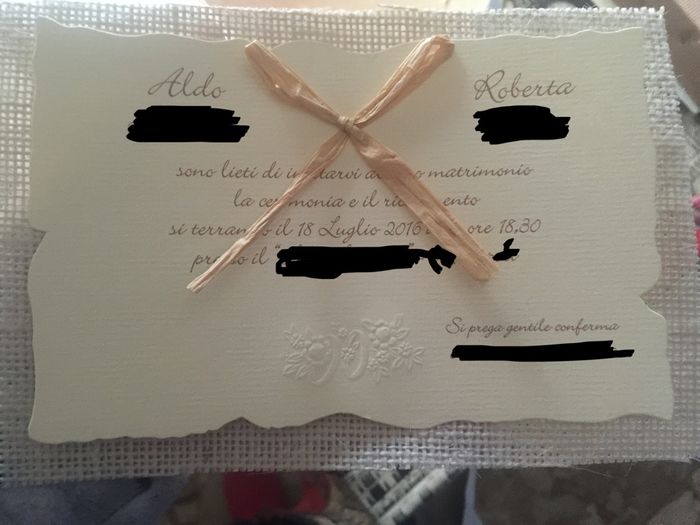 Aldo
Roberta
sono lieti di matrimonio
la e il
si il 18 Luglio 2016 ore 18.30
il "
Si prega gentile conferma